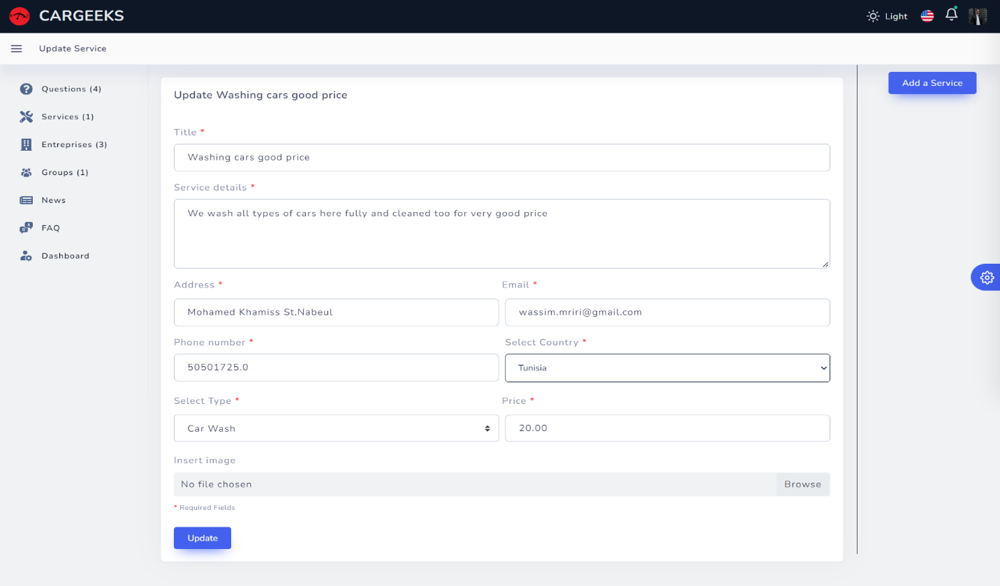 CARGEEKS
Light
Update Service
Questions (4)
Services (1)
Entreprises (3)
Groups (1)
News
FAQ
Dashboard
Update Washing cars good price
Title *
Washing cars good price
Service details *
We wash all types of cars here fully and cleaned too for very good price
Address * Email *
Mohamed Khamiss St,Nabeul wassim.mriri@gmail.com
Phone number * Select Country *
50501725.0 Tunisia
Select Type * Price *
Car Wash 20.00
Insert image
No file chosen Browse
* Required Fields
Update
Add a Service